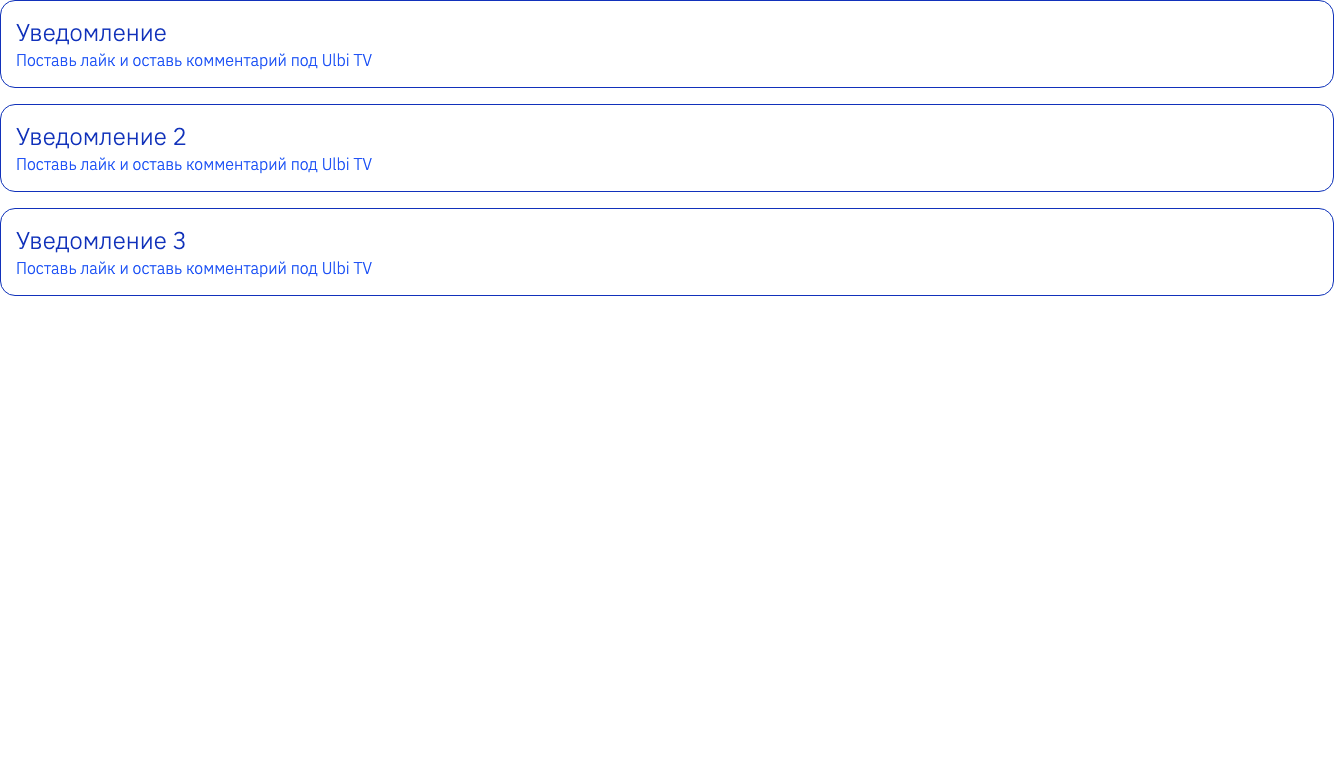 Уведомление
Поставь лайк и оставь комментарий под Ulbi TV
Уведомление 2
Поставь лайк и оставь комментарий под Ulbi TV
Уведомление 3
Поставь лайк и оставь комментарий под Ulbi TV